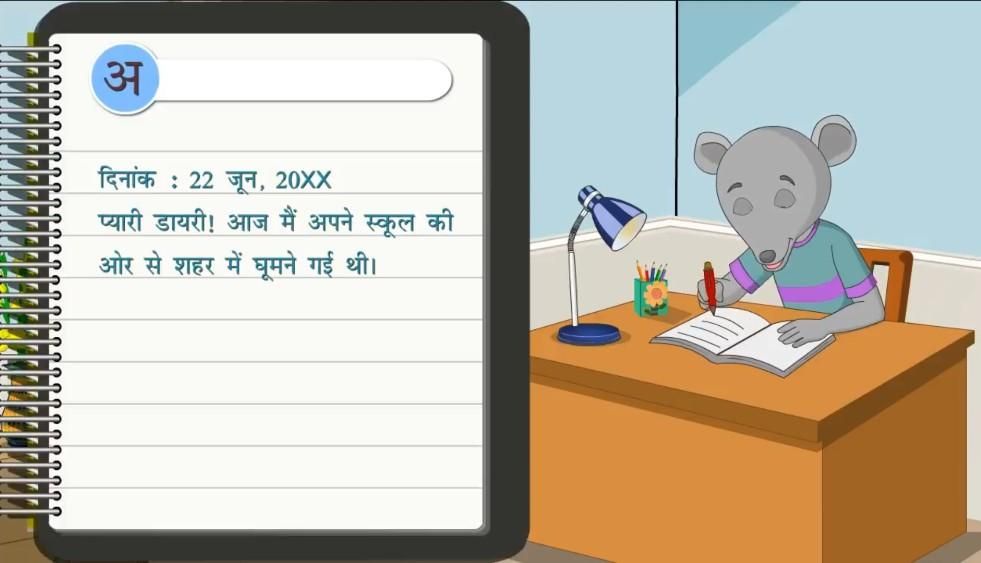 अ
दिनांक : 22 जून, 20XX
प्यारी डायरी! आज मैं अपने स्कूल की
ओर से शहर में घूमने गई थी।